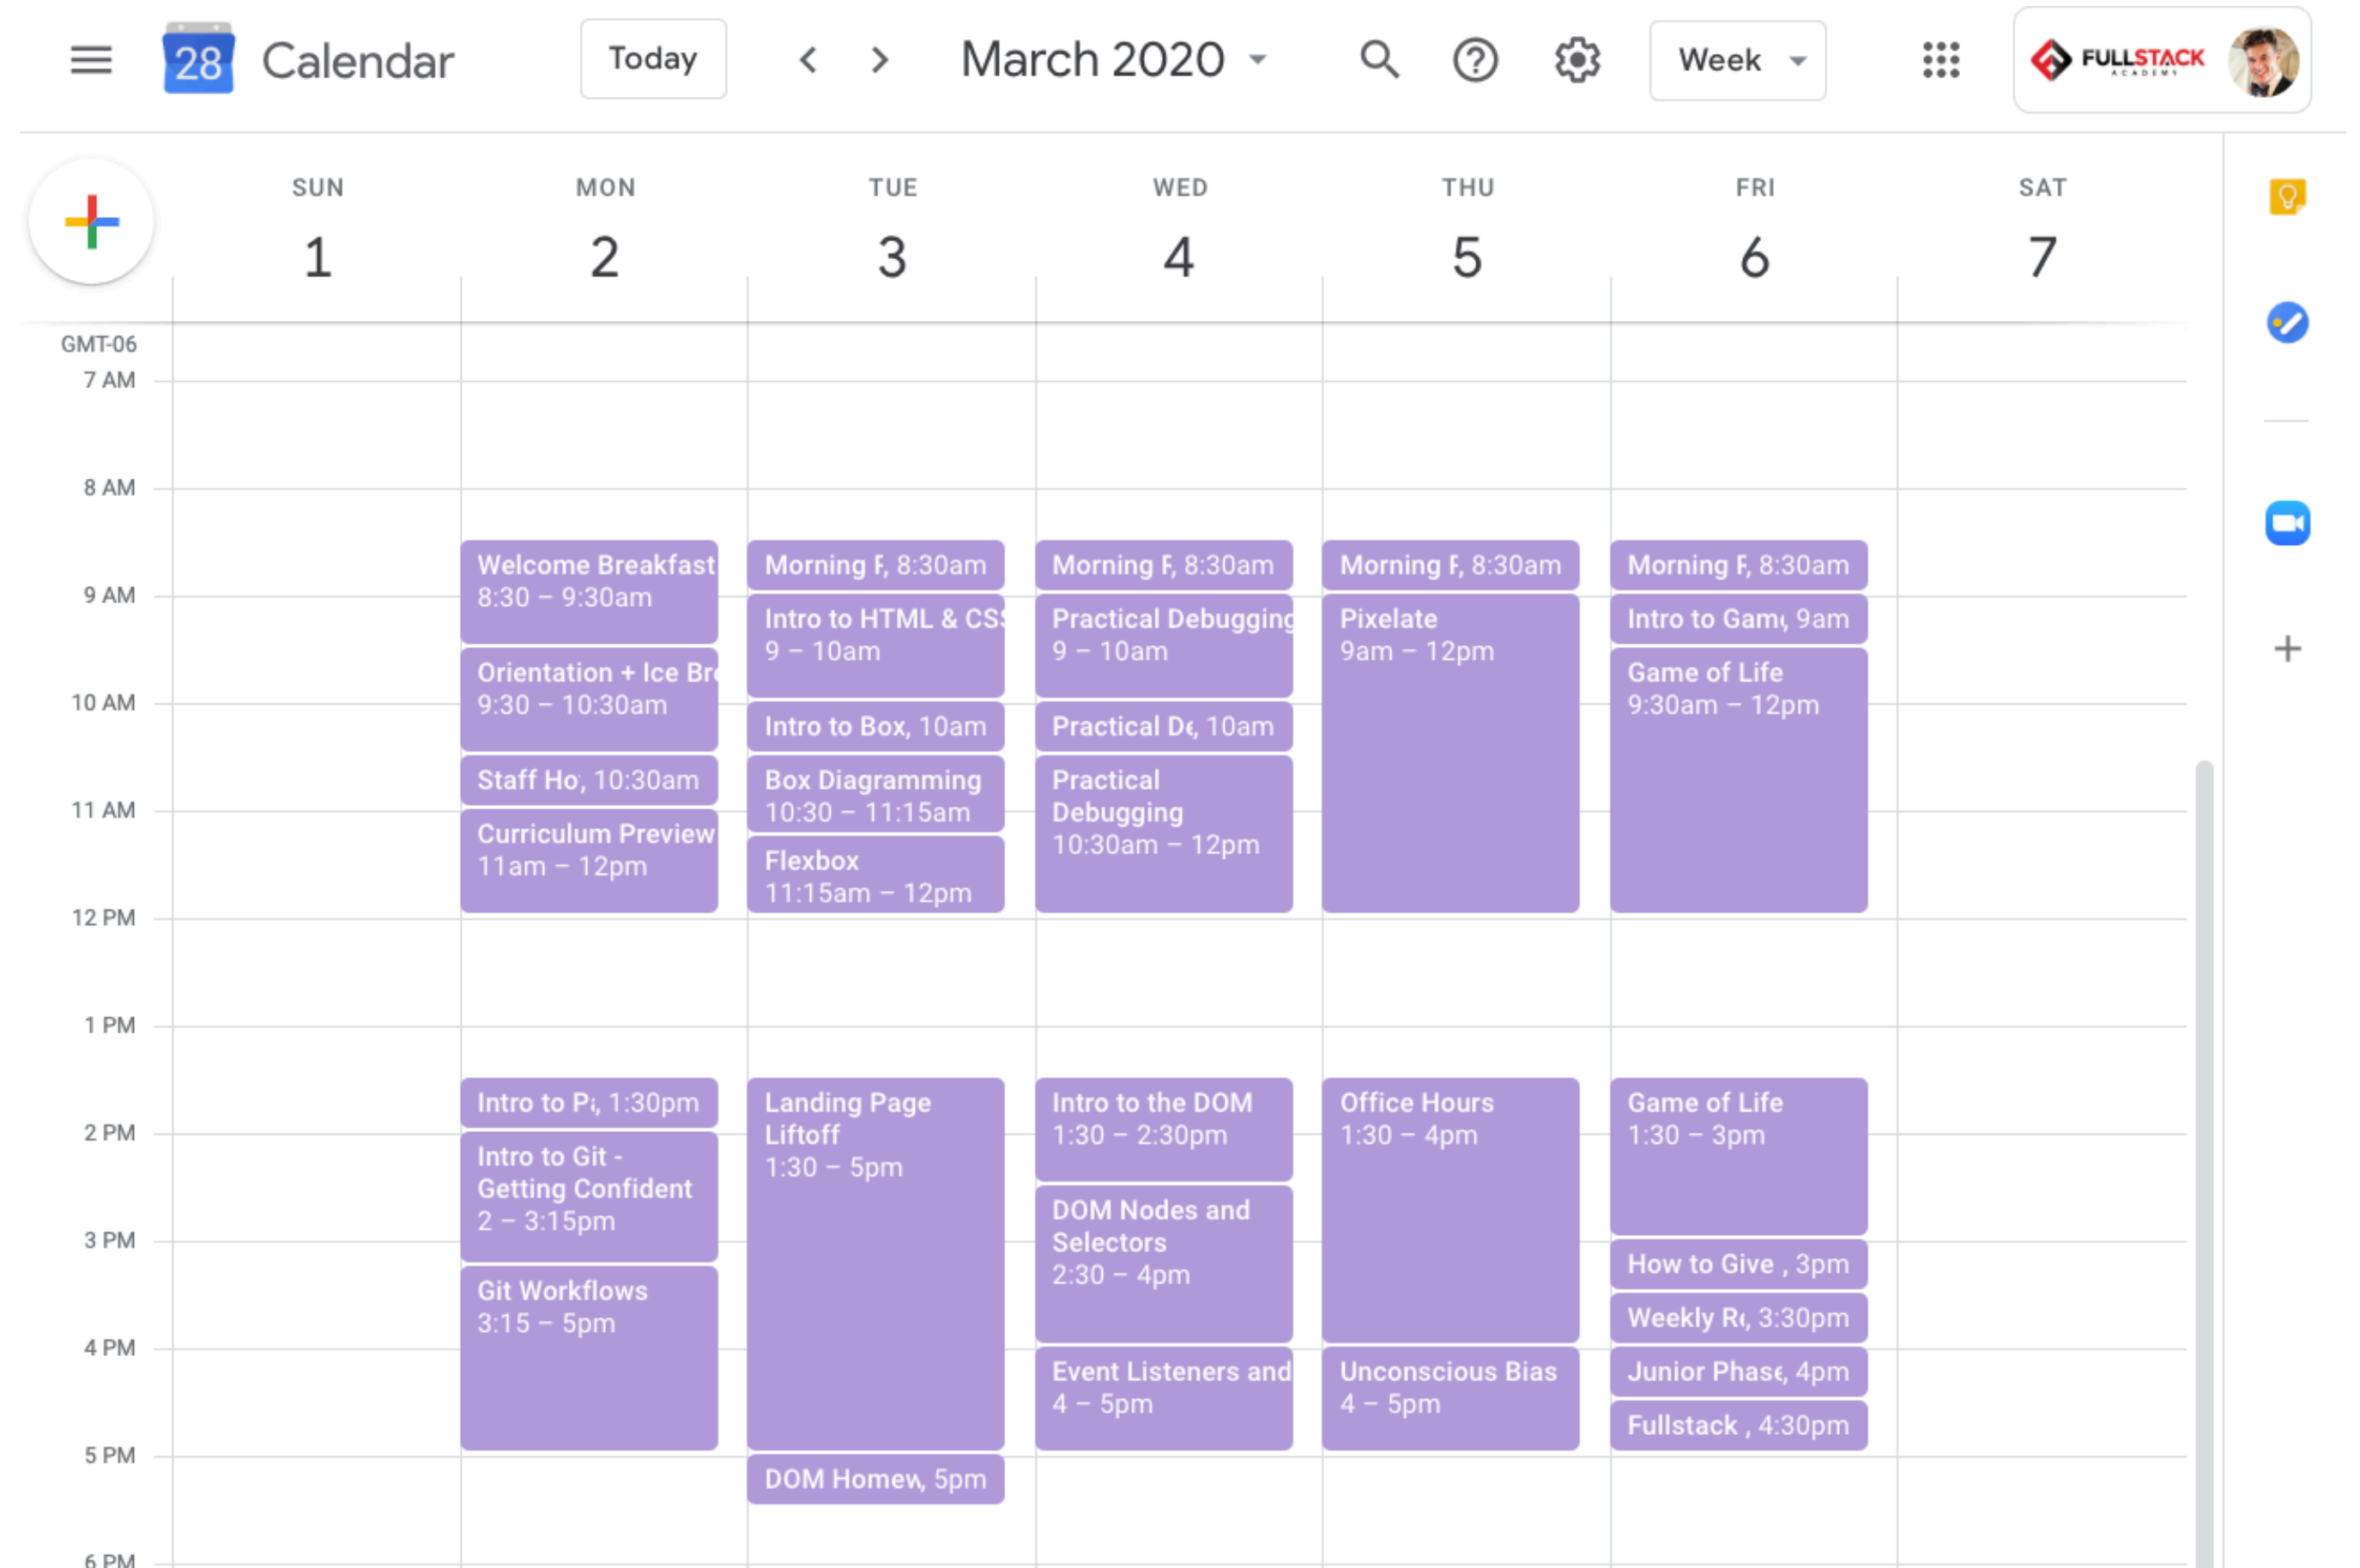 28 Calendar Today March 2020 Week FULLSTACK ACADEMY
SUN MON TUE WED THU FRI SAT
1 2 3 4 5 6 7
GMT-06
7 AM
8 AM
9 AM
10 AM
11 AM
12 PM
1 PM
2 PM
3 PM
4 PM
5 PM
6 PM
Welcome Breakfast
8:30 – 9:30am
Orientation + Ice Bre
9:30 – 10:30am
Staff Ho, 10:30am
Curriculum Preview
11am – 12pm
Intro to Pa, 1:30pm
Intro to Git -
Getting Confident
2 – 3:15pm
Git Workflows
3:15 – 5pm
Morning F, 8:30am
Intro to HTML & CSS
9 – 10am
Intro to Box, 10am
Box Diagramming
10:30 – 11:15am
Flexbox
11:15am – 12pm
Landing Page
Liftoff
1:30 – 5pm
DOM Homew, 5pm
Morning F, 8:30am
Practical Debugging
9 – 10am
Practical De, 10am
Practical
Debugging
10:30am – 12pm
Intro to the DOM
1:30 – 2:30pm
DOM Nodes and
Selectors
2:30 – 4pm
Event Listeners and
4 – 5pm
Morning F, 8:30am
Pixelate
9am – 12pm
Office Hours
1:30 – 4pm
Unconscious Bias
4 – 5pm
Morning F, 8:30am
Intro to Game, 9am
Game of Life
9:30am – 12pm
Game of Life
1:30 – 3pm
How to Give , 3pm
Weekly Re, 3:30pm
Junior Phase, 4pm
Fullstack , 4:30pm